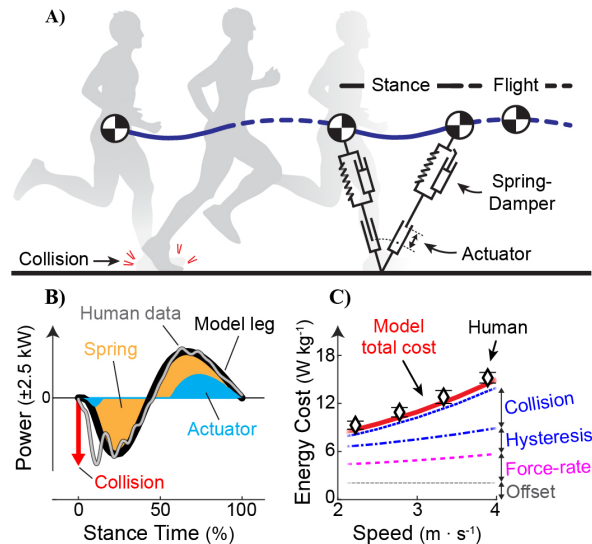 A)
Stance
Flight
Spring-
Damper
Actuator
Collision
B)
Human data
Model leg
Spring
Actuator
Collision
Power (±2.5 kW)
0
0
50
100
Stance Time (%)
C)
Model
total cost
Human
Collision
Hysteresis
Force-rate
Offset
Energy Cost (W kg-1)
18
12
6
0
2
3
4
Speed (m · s-1)